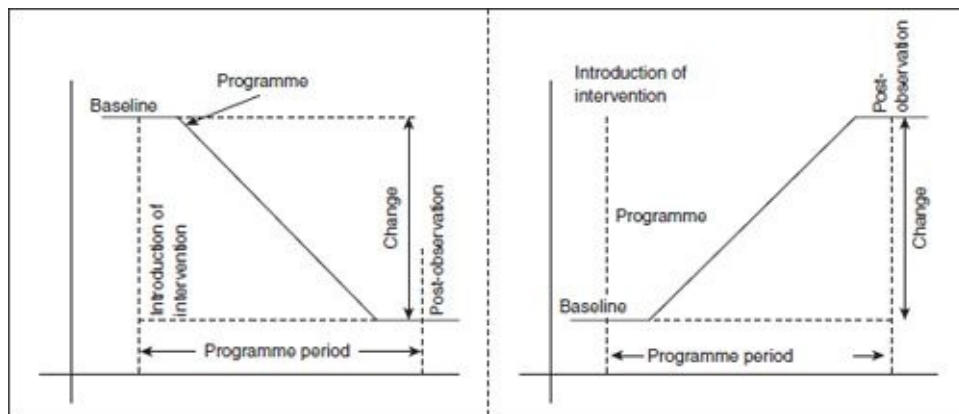 Programme
Baseline
Introduction of
intervention
Change
Post-observation
Programme period
Introduction of
intervention
Post-
observation
Programme
Change
Baseline
Programme period